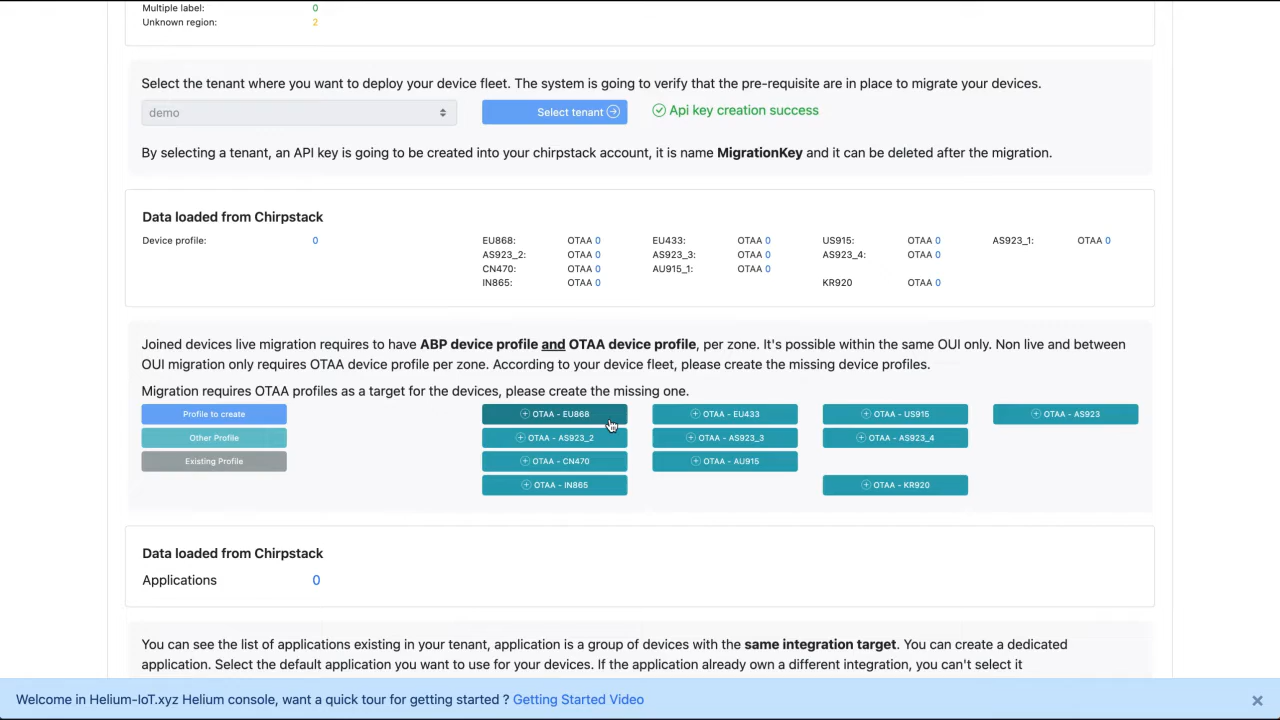 Multiple label: 0
Unknown region: 2
Select the tenant where you want to deploy your device fleet. The system is going to verify that the pre-requisite are in place to migrate your devices.
demo Select tenant Api key creation success
By selecting a tenant, an API key is going to be created into your chirpstack account, it is name MigrationKey and it can be deleted after the migration.
Data loaded from Chirpstack
Device profile: 0 EU868: OTAA 0 EU433: OTAA 0 US915: OTAA 0 AS923_1: OTAA 0
AS923_2: OTAA 0 AS923_3: OTAA 0 AS923_4: OTAA 0
CN470: OTAA 0 AU915_1: OTAA 0
IN865: OTAA 0 KR920 OTAA 0
Joined devices live migration requires to have ABP device profile and OTAA device profile, per zone. It's possible within the same OUI only. Non live and between
OUI migration only requires OTAA device profile per zone. According to your device fleet, please create the missing device profiles.
Migration requires OTAA profiles as a target for the devices, please create the missing one.
Profile to create OTAA - EU868 OTAA - EU433 OTAA - US915 OTAA - AS923
Other Profile OTAA - AS923_2 OTAA - AS923_3 OTAA - AS923_4
Existing Profile OTAA - CN470 OTAA - AU915
OTAA - IN865 OTAA - KR920
Data loaded from Chirpstack
Applications 0
You can see the list of applications existing in your tenant, application is a group of devices with the same integration target. You can create a dedicated
application. Select the default application you want to use for your devices. If the application already own a different integration, you can't select it
Welcome in Helium-IoT.xyz Helium console, want a quick tour for getting started ? Getting Started Video